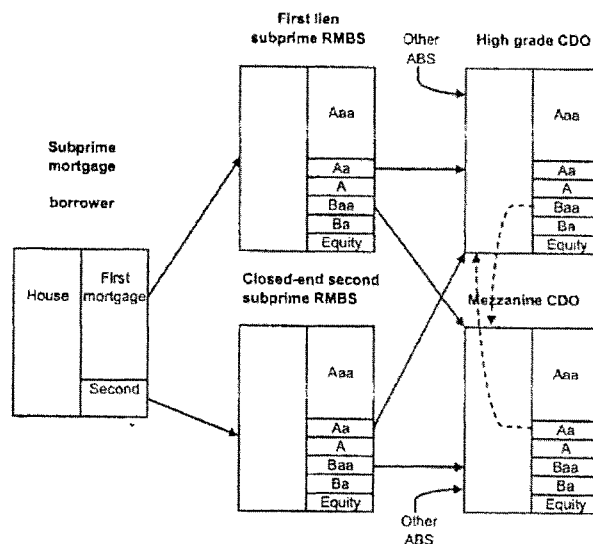 First lien
subprime RMBS
Other
ABS
High grade CDO
Subprime
mortgage
borrower
Aaa
Aa
A
Baa
Ba
Equity
Aaa
Aa
A
Baa
Ba
Equity
House
First
mortgage
Second
Closed-end second
subprime RMBS
Mezzanine CDO
Aaa
Aa
A
Baa
Ba
Equity
Aaa
Aa
A
Baa
Ba
Equity
Other
ABS